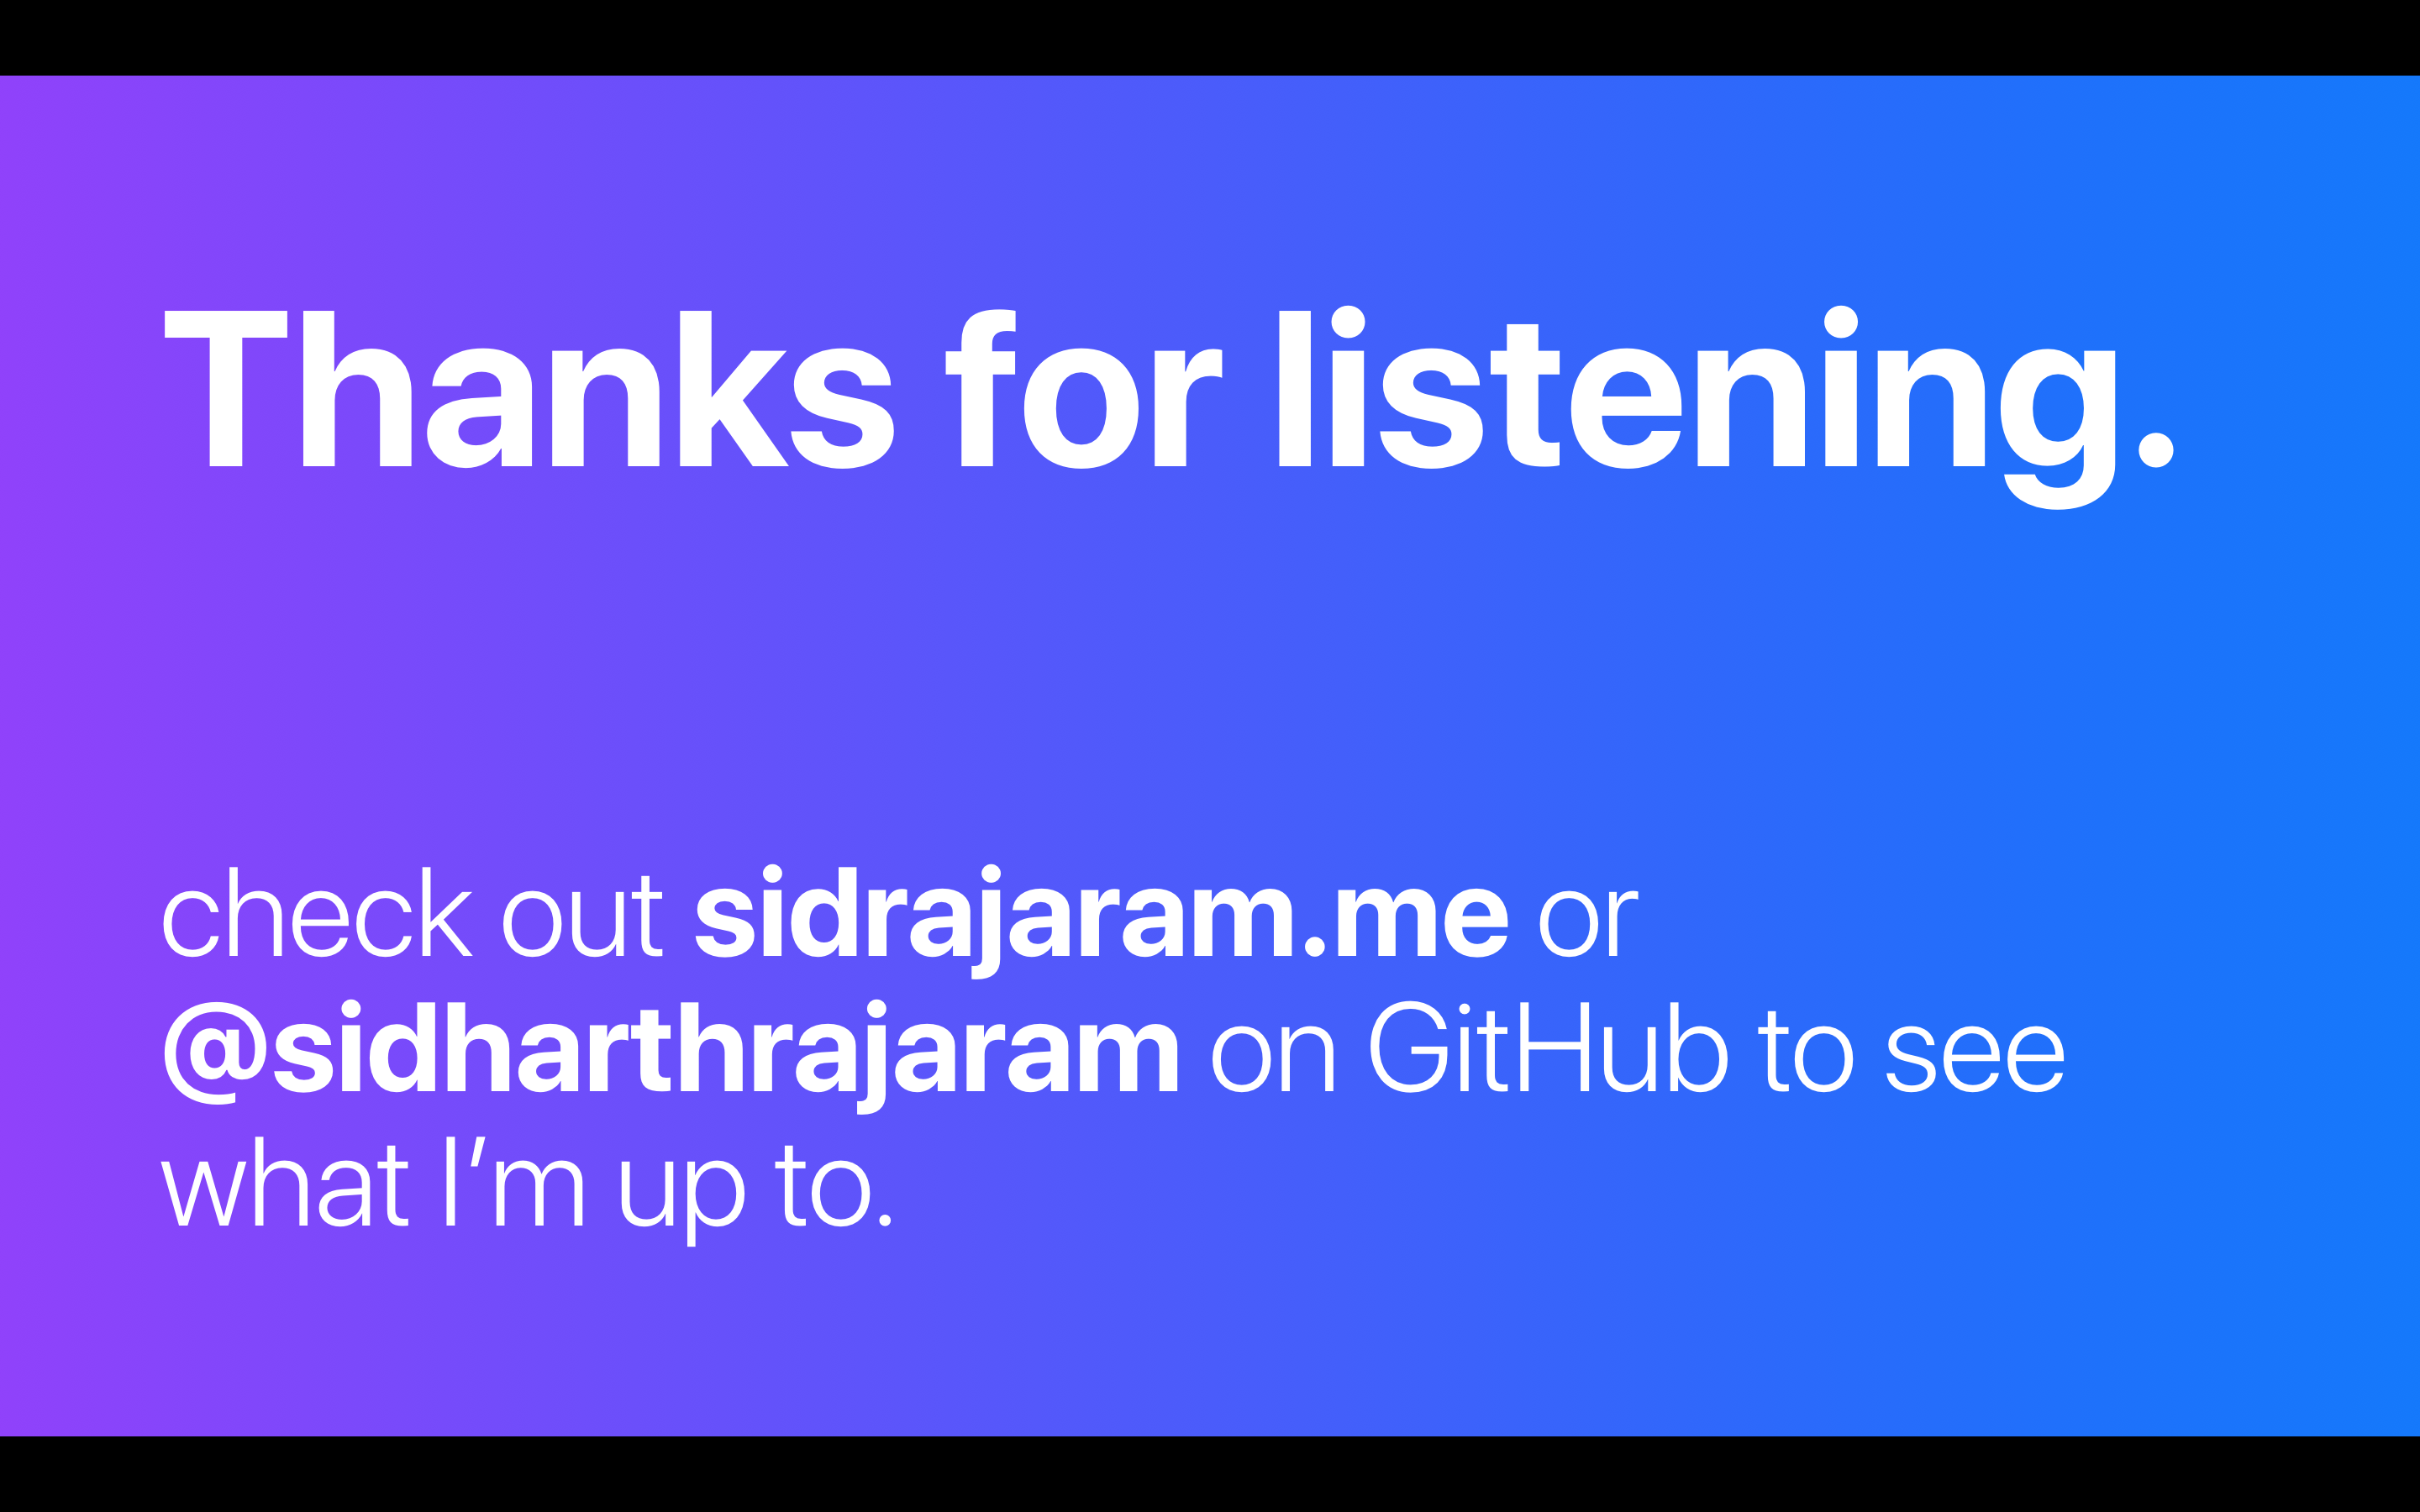 Thanks for listening.
check out sidrajaram.me or
@sidharthrajaram on GitHub to see
what I’m up to.